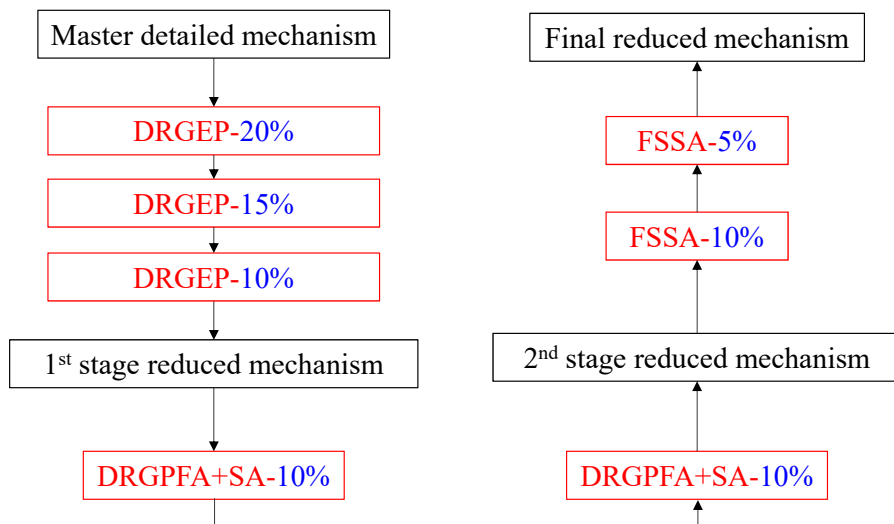 Master detailed mechanism
DRGEP-20%
DRGEP-15%
DRGEP-10%
1st stage reduced mechanism
DRGPFA+SA-10%
Final reduced mechanism
FSSA-5%
FSSA-10%
2nd stage reduced mechanism
DRGPFA+SA-10%